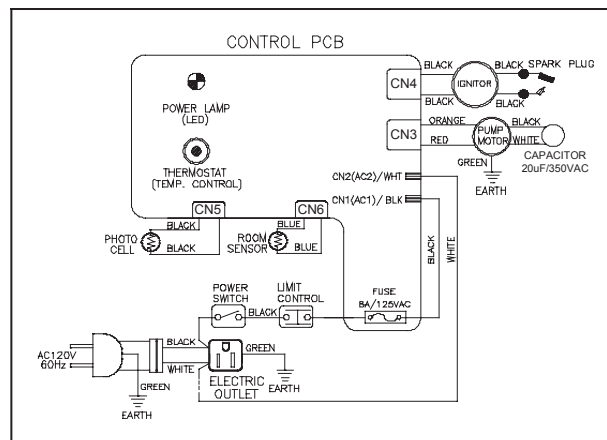 CONTROL PCB
POWER LAMP
(LED)
THERMOSTAT
(TEMP. CONTROL)
CN4
BLACK
BLACK
IGNITOR
BLACK
BLACK
SPARK PLUG
CN3
ORANGE
RED
PUMP
MOTOR
BLACK
WHITE
CAPACITOR
20uF/350VAC
GREEN
EARTH
CN2(AC2)/WHT
CN1(AC1)/BLK
CN5
CN6
BLACK
BLACK
PHOTO
CELL
BLUE
BLUE
ROOM
SENSOR
BLACK
WHITE
POWER
SWITCH
BLACK
LIMIT
CONTROL
FUSE
8A/125VAC
AC120V
60Hz
BLACK
WHITE
GREEN
EARTH
ELECTRIC
OUTLET
GREEN
EARTH